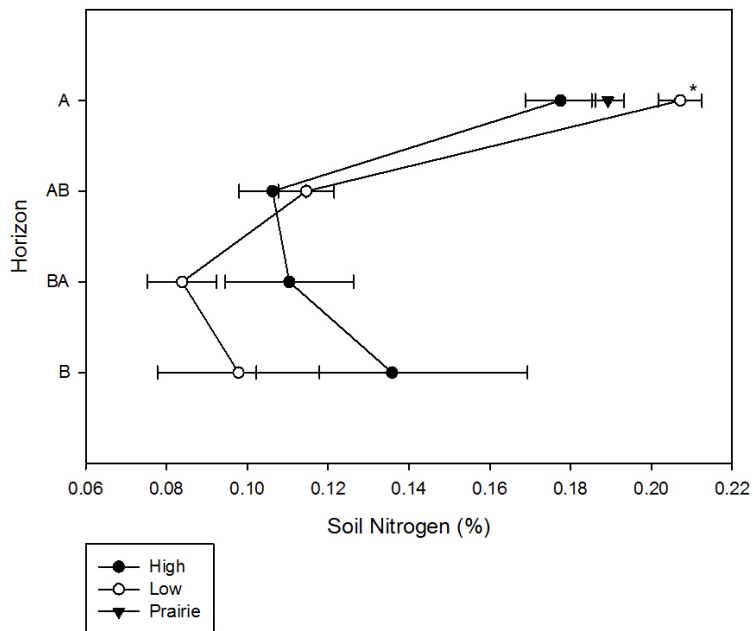 A
*
AB
Horizon
BA
B
0.06 0.08 0.10 0.12 0.14 0.16 0.18 0.20 0.22
Soil Nitrogen (%)
High
Low
Prairie